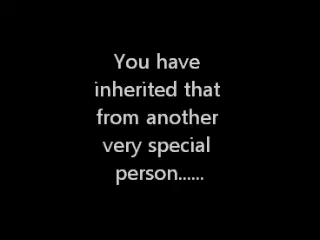 You have
inherited that
from another
very special
person......